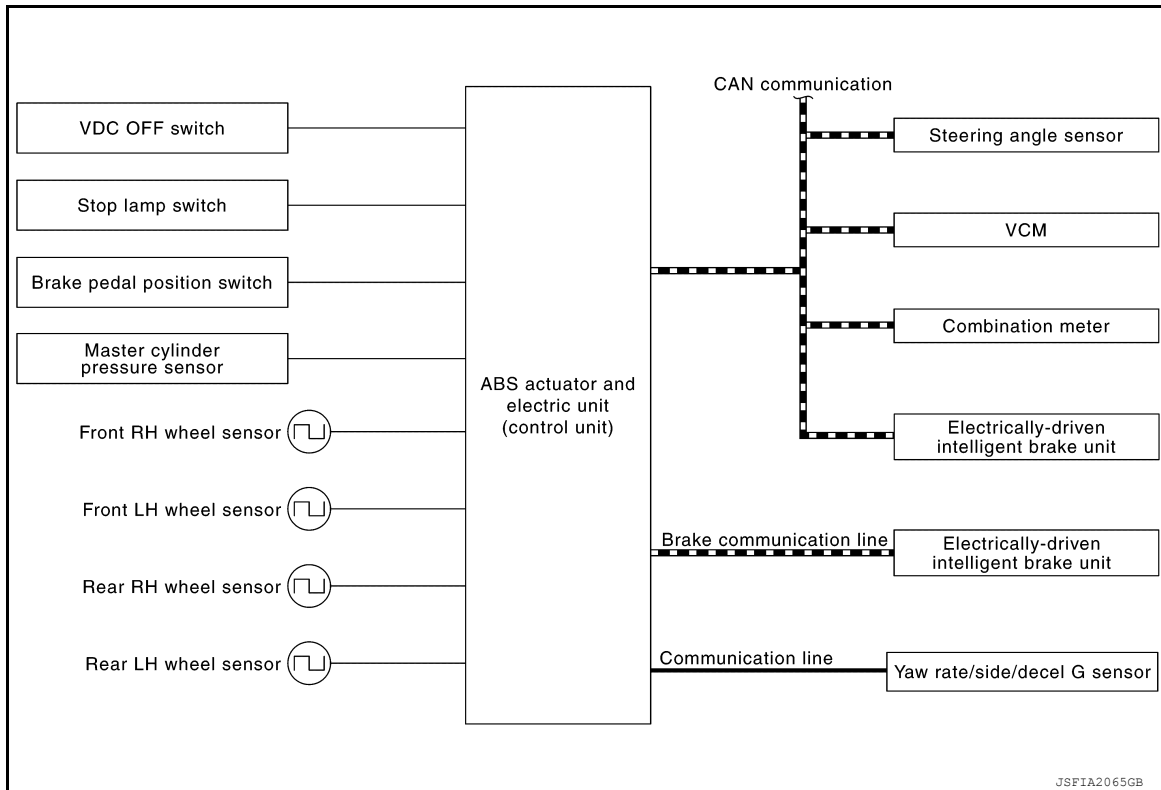 VDC OFF switch
Stop lamp switch
Brake pedal position switch
Master cylinder
pressure sensor
Front RH wheel sensor
Front LH wheel sensor
Rear RH wheel sensor
Rear LH wheel sensor
ABS actuator and
electric unit
(control unit)
CAN communication
Steering angle sensor
VCM
Combination meter
Electrically-driven
intelligent brake unit
Brake communication line
Electrically-driven
intelligent brake unit
Communication line
Yaw rate/side/decel G sensor
JSFIA2065GB